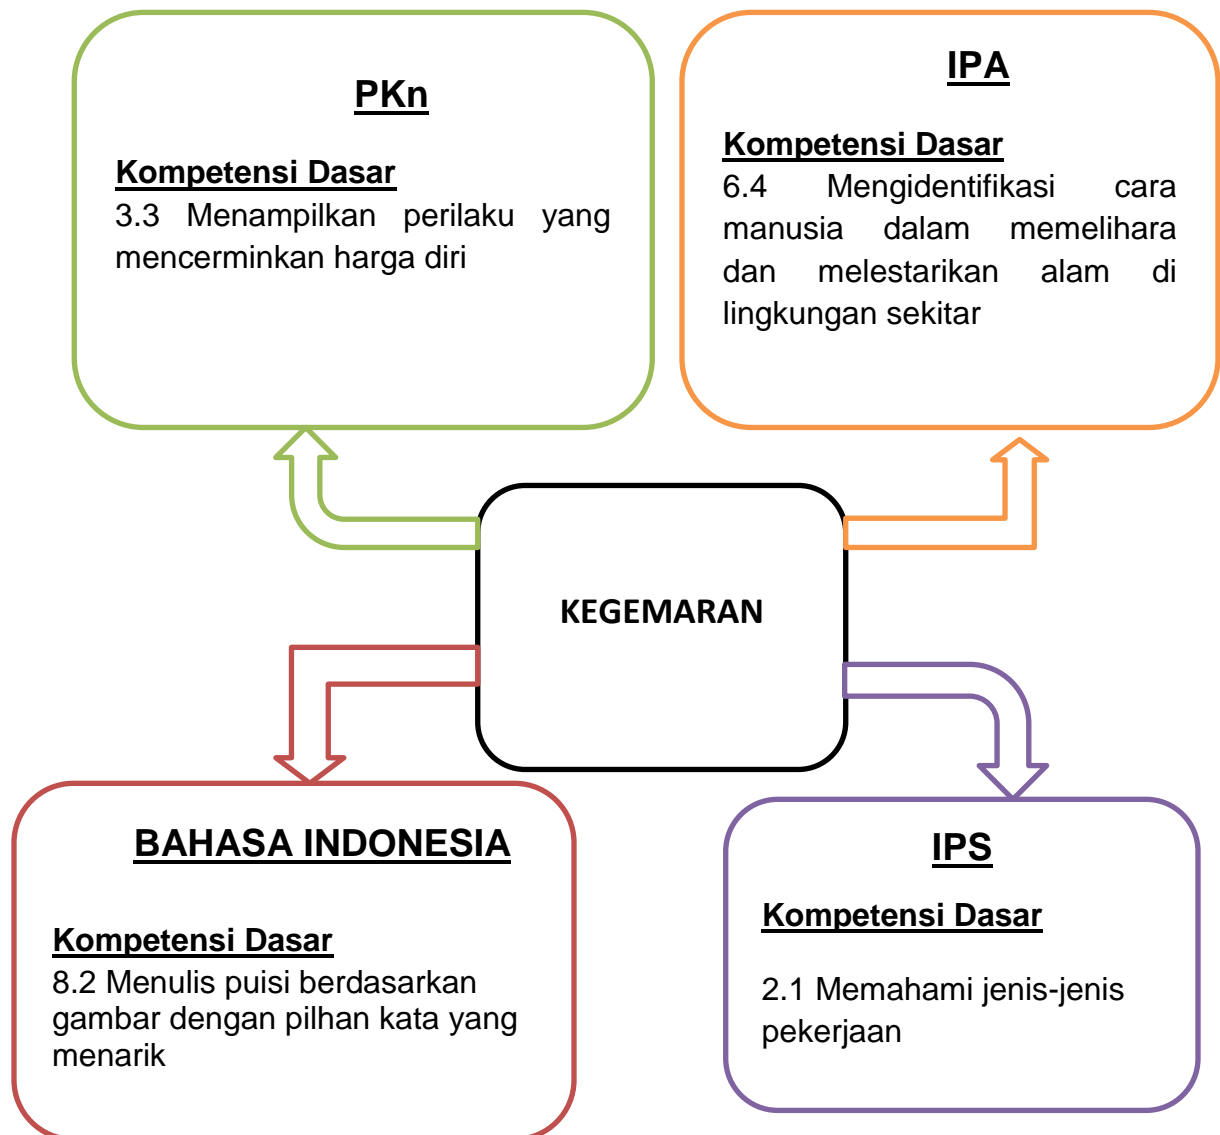 PKn
Kompetensi Dasar
3.3 Menampilkan perilaku yang
mencerminkan harga diri
IPA
Kompetensi Dasar
6.4 Mengidentifikasi cara
manusia dalam memelihara
dan melestarikan alam di
lingkungan sekitar
KEGEMARAN
BAHASA INDONESIA
Kompetensi Dasar
8.2 Menulis puisi berdasarkan
gambar dengan pilhan kata yang
menarik
IPS
Kompetensi Dasar
2.1 Memahami jenis-jenis
pekerjaan